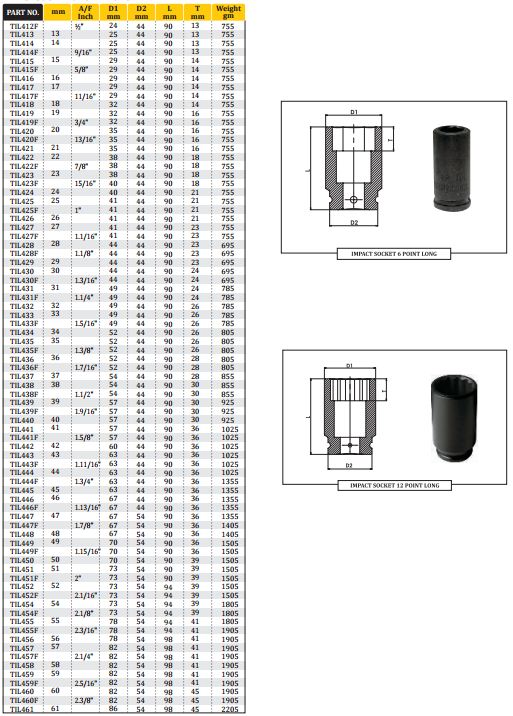 PART NO. mm A/F Inch D1 mm D2 mm L mm T mm Weight gm
TIL412F ½" 24 44 90 13 755
TIL413 13 25 44 90 13 755
TIL414 14 25 44 90 13 755
TIL414F 9/16" 25 44 90 13 755
TIL415 15 29 44 90 14 755
TIL415F 5/8" 29 44 90 14 755
TIL416 16 29 44 90 14 755
TIL417 17 29 44 90 14 755
TIL417F 11/16" 29 44 90 14 755
TIL418 18 32 44 90 14 755
TIL419 19 32 44 90 16 755
TIL419F 3/4" 32 44 90 16 755
TIL420 20 35 44 90 16 755
TIL420F 13/16" 35 44 90 16 755
TIL421 21 35 44 90 16 755
TIL422 22 38 44 90 18 755
TIL422F 7/8" 38 44 90 18 755
TIL423 23 38 44 90 18 755
TIL423F 15/16" 40 44 90 18 755
TIL424 24 40 44 90 21 755
TIL425 25 41 44 90 21 755
TIL425F 1" 41 44 90 21 755
TIL426 26 41 44 90 21 755
TIL427 27 41 44 90 23 755
TIL427F 1.1/16" 44 44 90 23 755
TIL428 28 44 44 90 23 695
TIL428F 1.1/8" 44 44 90 23 695
TIL429 29 44 44 90 23 695
TIL430 30 44 44 90 24 695
TIL430F 1.3/16" 44 44 90 24 695
TIL431 31 49 44 90 23 785
TIL431F 1.1/4" 49 44 90 24 785
TIL432 32 49 44 90 26 785
TIL433 33 49 44 90 26 785
TIL433F 1.5/16" 49 44 90 26 785
TIL434 34 52 44 90 26 805
TIL435 35 52 44 90 26 805
TIL435F 1.3/8" 52 44 90 26 805
TIL436 36 52 44 90 28 805
TIL436F 1.7/16" 52 44 90 28 805
TIL437 37 54 44 90 28 855
TIL438 38 54 44 90 30 855
TIL438F 1.1/2" 54 44 90 30 855
TIL439 39 57 44 90 30 925
TIL439F 1.9/16" 57 44 90 30 925
TIL440 40 57 44 90 30 925
TIL441 41 57 44 90 36 1025
TIL441F 1.5/8" 57 44 90 36 1025
TIL442 42 60 44 90 36 1025
TIL443 43 63 44 90 36 1025
TIL443F 1.11/16" 63 44 90 36 1025
TIL444 44 63 44 90 36 1025
TIL444F 1.3/4" 63 44 90 36 1355
TIL445 45 63 44 90 36 1355
TIL446 46 67 44 90 36 1355
TIL446F 1.13/16" 67 44 90 36 1355
TIL447 47 67 54 90 36 1355
TIL447F 1.7/8" 67 54 90 36 1405
TIL448 48 67 54 90 36 1405
TIL449 49 70 54 90 36 1505
TIL449F 1.15/16" 70 54 90 36 1505
TIL450 50 70 54 90 39 1505
TIL451 51 73 54 90 39 1505
TIL451F 2" 73 54 90 39 1505
TIL452 52 73 54 94 39 1505
TIL452F 2.1/16" 73 54 94 39 1505
TIL454 54 73 54 94 39 1805
TIL454F 2.1/8" 73 54 94 39 1805
TIL455 55 78 54 94 41 1805
TIL455F 2.3/16" 78 54 94 41 1905
TIL456 56 78 54 98 41 1905
TIL457 57 82 54 98 41 1905
TIL457F 2.1/4" 82 54 98 41 1905
TIL458 58 82 54 98 41 1905
TIL459 59 82 54 98 41 1905
TIL459F 2.5/16" 82 54 98 41 1905
TIL460 60 82 54 98 45 1905
TIL460F 2.3/8" 82 54 98 45 1905
TIL461 61 86 54 98 45 2205
D1
T
L
D2
IMPACT SOCKET 6 POINT LONG
D1
T
L
D2
IMPACT SOCKET 12 POINT LONG